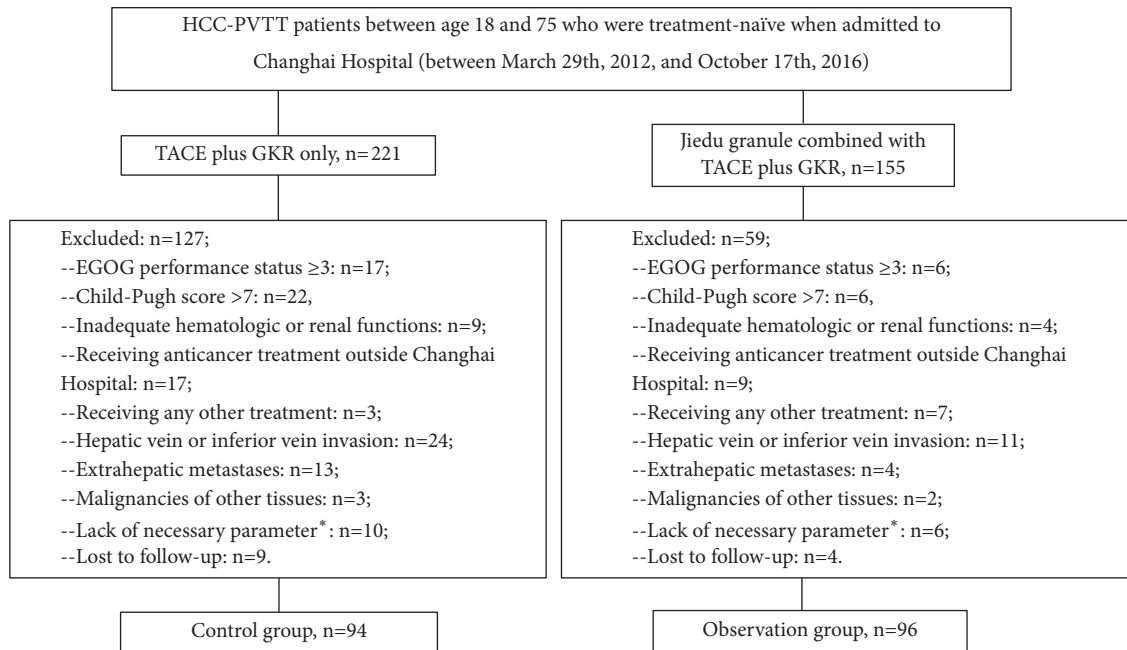 HCC-PVTT patients between age 18 and 75 who were treatment-naïve when admitted to
Changhai Hospital (between March 29th, 2012, and October 17th, 2016)
TACE plus GKR only, n=221
Jiedu granule combined with
TACE plus GKR, n=155
Excluded: n=127;
--EGOG performance status ≥3: n=17;
--Child-Pugh score >7: n=22,
--Inadequate hematologic or renal functions: n=9;
--Receiving anticancer treatment outside Changhai
Hospital: n=17;
--Receiving any other treatment: n=3;
--Hepatic vein or inferior vein invasion: n=24;
--Extrahepatic metastases: n=13;
--Malignancies of other tissues: n=3;
--Lack of necessary parameter*: n=10;
--Lost to follow-up: n=9.
Excluded: n=59;
--EGOG performance status ≥3: n=6;
--Child-Pugh score >7: n=6,
--Inadequate hematologic or renal functions: n=4;
--Receiving anticancer treatment outside Changhai
Hospital: n=9;
--Receiving any other treatment: n=7;
--Hepatic vein or inferior vein invasion: n=11;
--Extrahepatic metastases: n=4;
--Malignancies of other tissues: n=2;
--Lack of necessary parameter*: n=6;
--Lost to follow-up: n=4.
Control group, n=94
Observation group, n=96